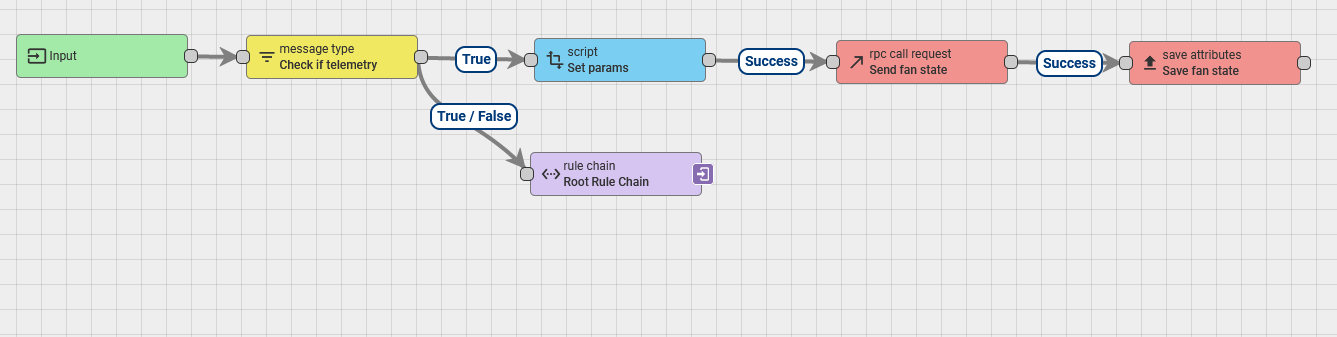 Input
message type
Check if telemetry
True
script
Set params
Success
rpc call request
Send fan state
Success
save attributes
Save fan state
True / False
rule chain
Root Rule Chain